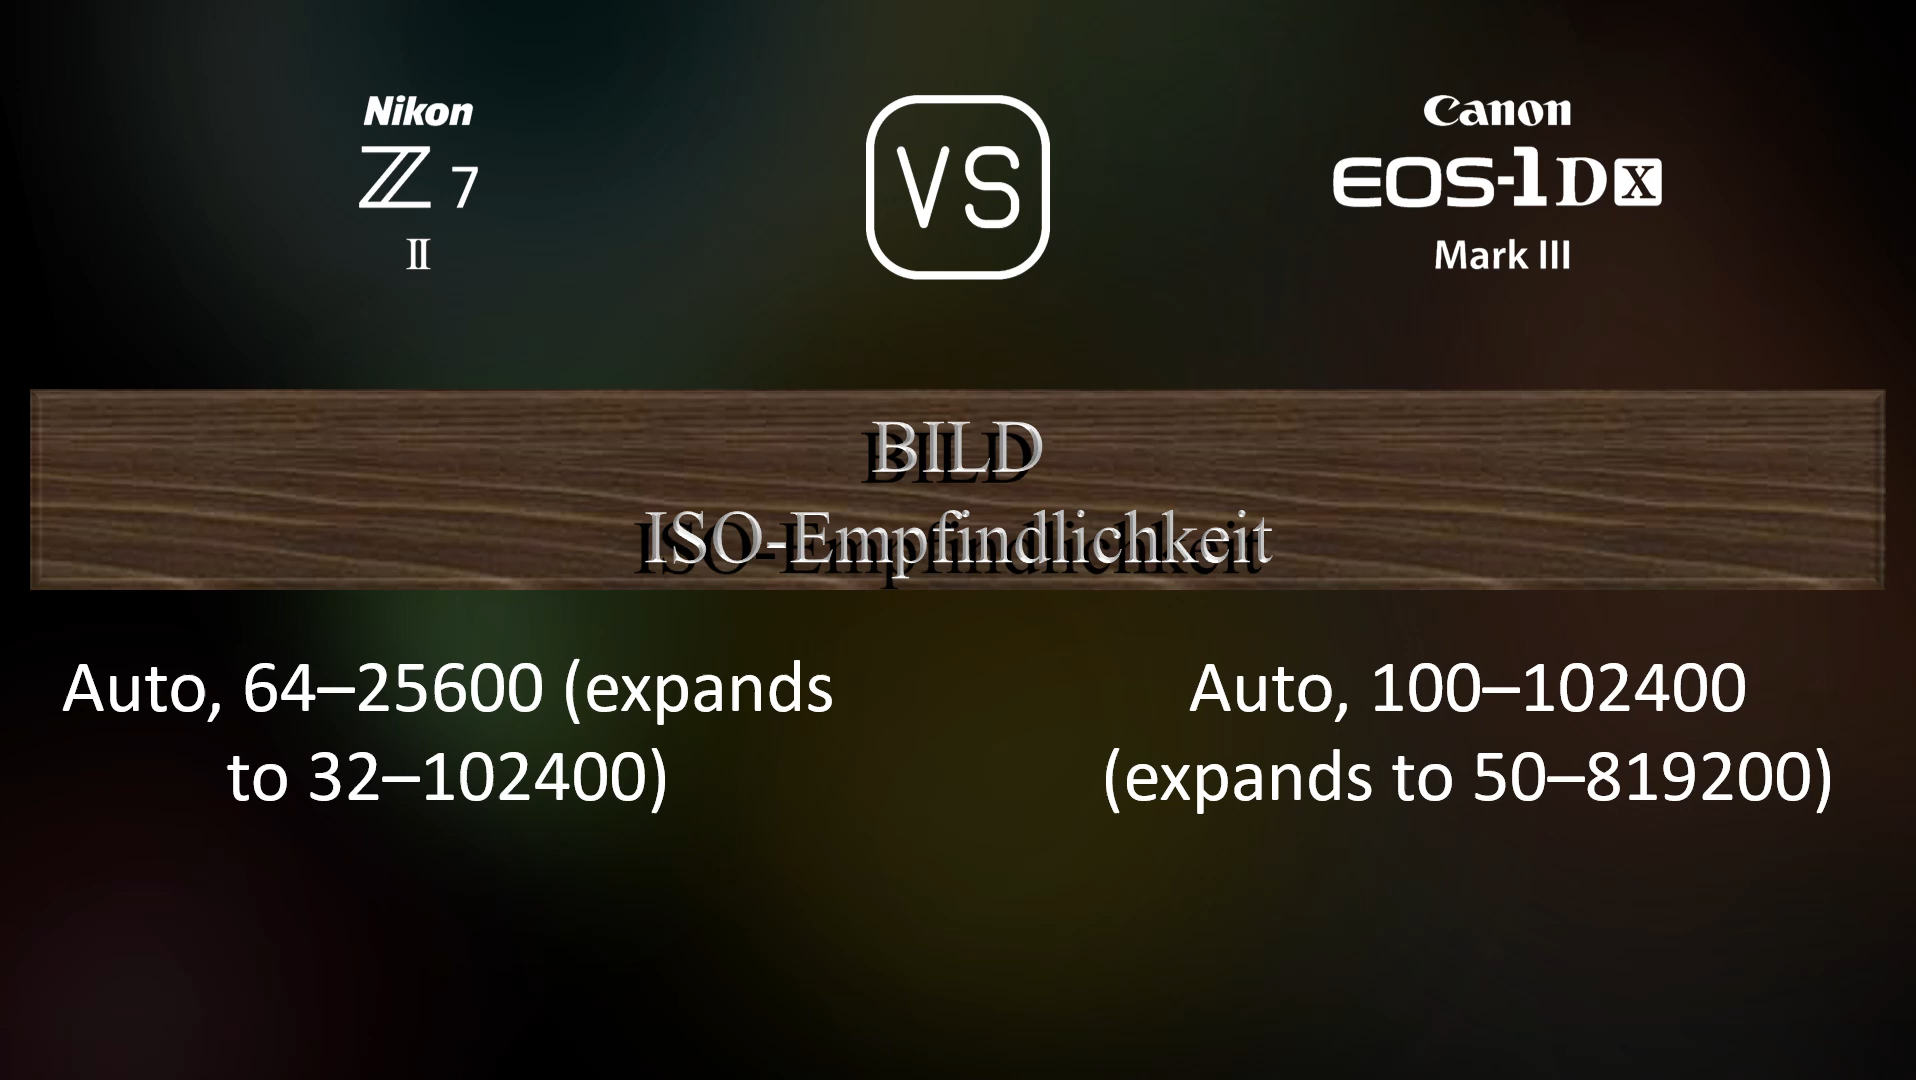 Nikon
Z 7
II
VS
Canon
EOS-1 D X
Mark III
BILD
ISO-Empfindlichkeit
Auto, 64–25600 (expands
to 32–102400)
Auto, 100–102400
(expands to 50–819200)